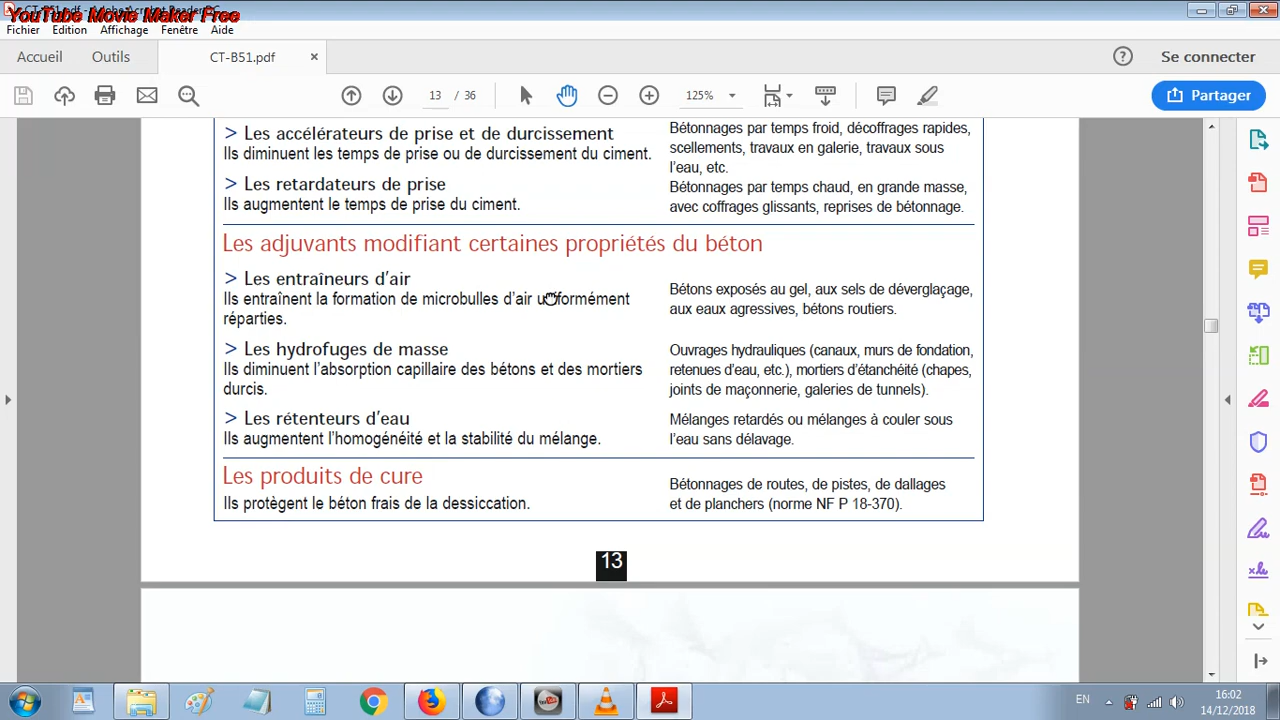 YouTube Movie Maker Free
Fichier Edition Affichage Fenêtre Aide
Accueil Outils CT-B51.pdf × Se connecter
13 / 36 125% Partager
> Les accélérateurs de prise et de durcissement
Ils diminuent les temps de prise ou de durcissement du ciment.
Bétonnages par temps froid, décoffrages rapides,
scellements, travaux en galerie, travaux sous
l'eau, etc.
> Les retardateurs de prise
Ils augmentent le temps de prise du ciment.
Bétonnages par temps chaud, en grande masse,
avec coffrages glissants, reprises de bétonnage.
Les adjuvants modifiant certaines propriétés du béton
> Les entraîneurs d'air
Ils entraînent la formation de microbulles d'air uniformément
réparties.
Bétons exposés au gel, aux sels de déverglaçage,
aux eaux agressives, bétons routiers.
> Les hydrofuges de masse
Ils diminuent l'absorption capillaire des bétons et des mortiers
durcis.
Ouvrages hydrauliques (canaux, murs de fondation,
retenues d'eau, etc.), mortiers d'étanchéité (chapes,
joints de maçonnerie, galeries de tunnels).
> Les rétenteurs d'eau
Ils augmentent l'homogénéité et la stabilité du mélange.
Mélanges retardés ou mélanges à couler sous
l'eau sans délavage.
Les produits de cure
Ils protègent le béton frais de la dessiccation.
Bétonnages de routes, de pistes, de dallages
et de planchers (norme NF P 18-370).
13
EN
16:02
14/12/2018